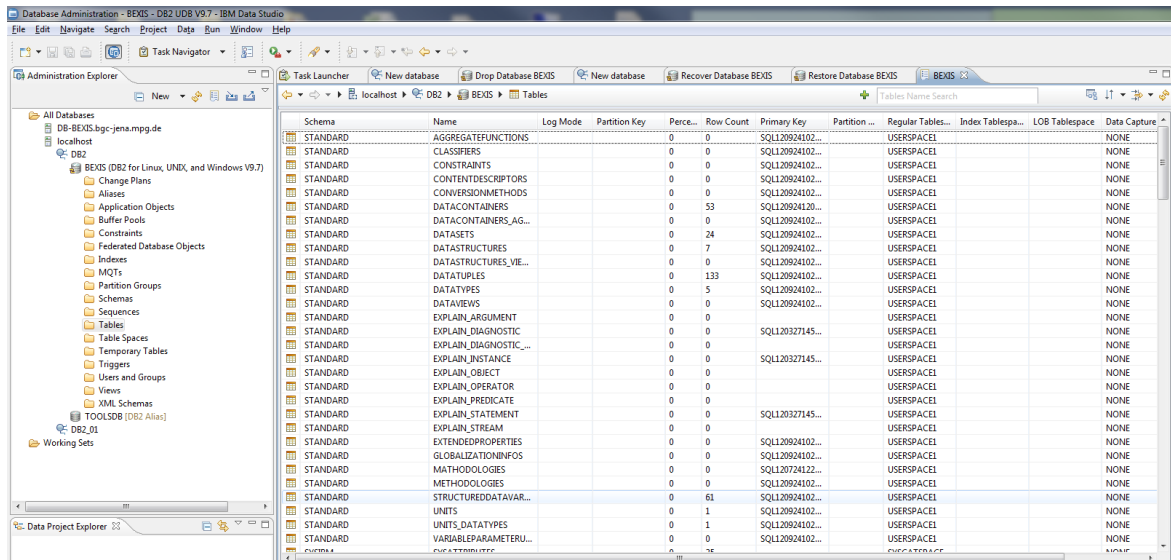 Database Administration - BEXIS - DB2 UDB V9.7 - IBM Data Studio
File Edit Navigate Search Project Data Run Window Help
Task Navigator
Administration Explorer
New
All Databases
DB-BEXIS.bgc-jena.mpg.de
localhost
DB2
BEXIS (DB2 for Linux, UNIX, and Windows V9.7)
Change Plans
Aliases
Application Objects
Buffer Pools
Constraints
Federated Database Objects
Indexes
MQTs
Partition Groups
Schemas
Sequences
Tables
Table Spaces
Temporary Tables
Triggers
Users and Groups
Views
XML Schemas
TOOLSDB [DB2 Alias]
DB2_01
Working Sets
Data Project Explorer
Task Launcher New database Drop Database BEXIS New database Recover Database BEXIS Restore Database BEXIS BEXIS
localhost DB2 BEXIS Tables Tables Name Search
Schema Name Log Mode Partition Key Perce... Row Count Primary Key Partition ... Regular Tables... Index Tablespa... LOB Tablespace Data Capture
STANDARD AGGREGATEFUNCTIONS 0 0 SQL120924102... USERSPACE1 NONE
STANDARD CLASSIFIERS 0 0 SQL120924102... USERSPACE1 NONE
STANDARD CONSTRAINTS 0 0 SQL120924102... USERSPACE1 NONE
STANDARD CONTENTDESCRIPTORS 0 0 SQL120924102... USERSPACE1 NONE
STANDARD CONVERSIONMETHODS 0 0 SQL120924102... USERSPACE1 NONE
STANDARD DATACONTAINERS 0 53 SQL120924120... USERSPACE1 NONE
STANDARD DATACONTAINERS_AG... 0 0 SQL120924102... USERSPACE1 NONE
STANDARD DATASETS 0 24 SQL120924102... USERSPACE1 NONE
STANDARD DATASTRUCTURES 0 7 SQL120924102... USERSPACE1 NONE
STANDARD DATASTRUCTURES_VIE... 0 0 SQL120924102... USERSPACE1 NONE
STANDARD DATATUPLES 0 133 SQL120924102... USERSPACE1 NONE
STANDARD DATATYPES 0 5 SQL120924102... USERSPACE1 NONE
STANDARD DATAVIEWS 0 0 SQL120924102... USERSPACE1 NONE
STANDARD EXPLAIN_ARGUMENT 0 0 USERSPACE1 NONE
STANDARD EXPLAIN_DIAGNOSTIC 0 0 SQL120327145... USERSPACE1 NONE
STANDARD EXPLAIN_DIAGNOSTIC_... 0 0 USERSPACE1 NONE
STANDARD EXPLAIN_INSTANCE 0 0 SQL120327145... USERSPACE1 NONE
STANDARD EXPLAIN_OBJECT 0 0 USERSPACE1 NONE
STANDARD EXPLAIN_OPERATOR 0 0 USERSPACE1 NONE
STANDARD EXPLAIN_PREDICATE 0 0 USERSPACE1 NONE
STANDARD EXPLAIN_STATEMENT 0 0 SQL120327145... USERSPACE1 NONE
STANDARD EXPLAIN_STREAM 0 0 USERSPACE1 NONE
STANDARD EXTENDEDPROPERTIES 0 0 SQL120924102... USERSPACE1 NONE
STANDARD GLOBALIZATIONINFOS 0 0 SQL120924102... USERSPACE1 NONE
STANDARD MATHODOLOGIES 0 0 SQL120724122... USERSPACE1 NONE
STANDARD METHODOLOGIES 0 0 SQL120924102... USERSPACE1 NONE
STANDARD STRUCTUREDDATAVAR... 0 61 SQL120924102... USERSPACE1 NONE
STANDARD UNITS 0 1 SQL120924102... USERSPACE1 NONE
STANDARD UNITS_DATATYPES 0 1 SQL120924102... USERSPACE1 NONE
STANDARD VARIABLEPARAMETERU... 0 0 SQL120924102... USERSPACE1 NONE